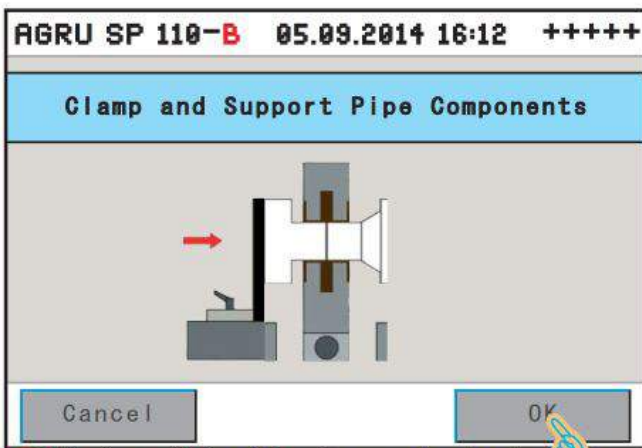 AGRU SP 110-B 05.09.2014 16:12 +++++
Clamp and Support Pipe Components
Cancel OK